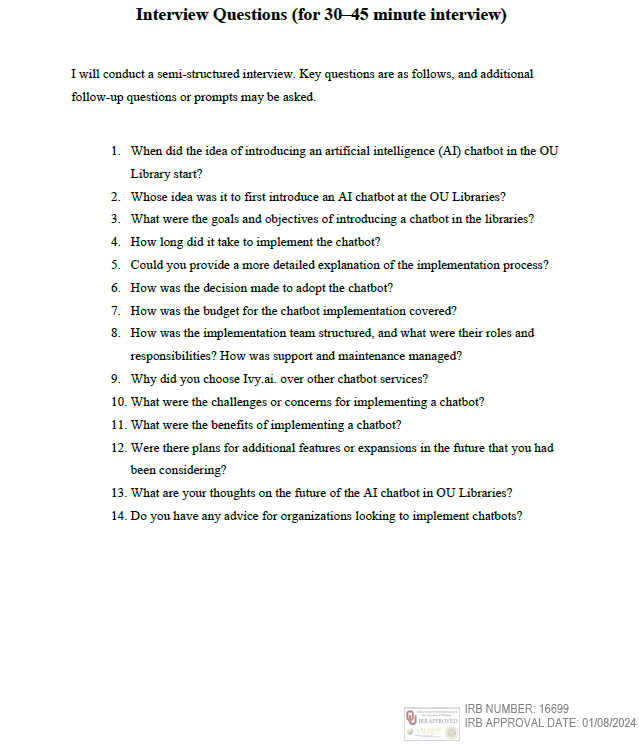 Interview Questions (for 30–45 minute interview)
I will conduct a semi-structured interview. Key questions are as follows, and additional
follow-up questions or prompts may be asked.
1. When did the idea of introducing an artificial intelligence (AI) chatbot in the OU
Library start?
2. Whose idea was it to first introduce an AI chatbot at the OU Libraries?
3. What were the goals and objectives of introducing a chatbot in the libraries?
4. How long did it take to implement the chatbot?
5. Could you provide a more detailed explanation of the implementation process?
6. How was the decision made to adopt the chatbot?
7. How was the budget for the chatbot implementation covered?
8. How was the implementation team structured, and what were their roles and
responsibilities? How was support and maintenance managed?
9. Why did you choose Ivy.ai. over other chatbot services?
10. What were the challenges or concerns for implementing a chatbot?
11. What were the benefits of implementing a chatbot?
12. Were there plans for additional features or expansions in the future that you had
been considering?
13. What are your thoughts on the future of the AI chatbot in OU Libraries?
14. Do you have any advice for organizations looking to implement chatbots?
IRB APPROVED
IRB NUMBER: 16699
IRB APPROVAL DATE: 01/08/2024